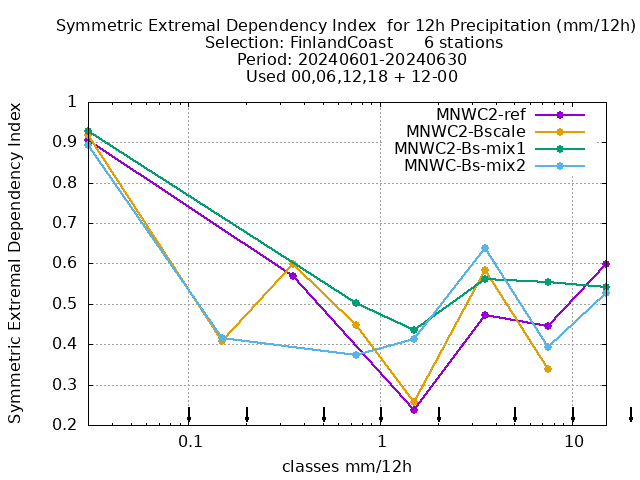 Symmetric Extremal Dependency Index  for 12h Precipitation (mm/12h)
Selection: FinlandCoast      6 stations
Period: 20240601-20240630
Used 00,06,12,18 + 12-00
MNWC2-ref
MNWC2-Bscale
MNWC2-Bs-mix1
MNWC-Bs-mix2
Symmetric Extremal Dependency Index
1
0.9
0.8
0.7
0.6
0.5
0.4
0.3
0.2
0.1 1 10
classes mm/12h